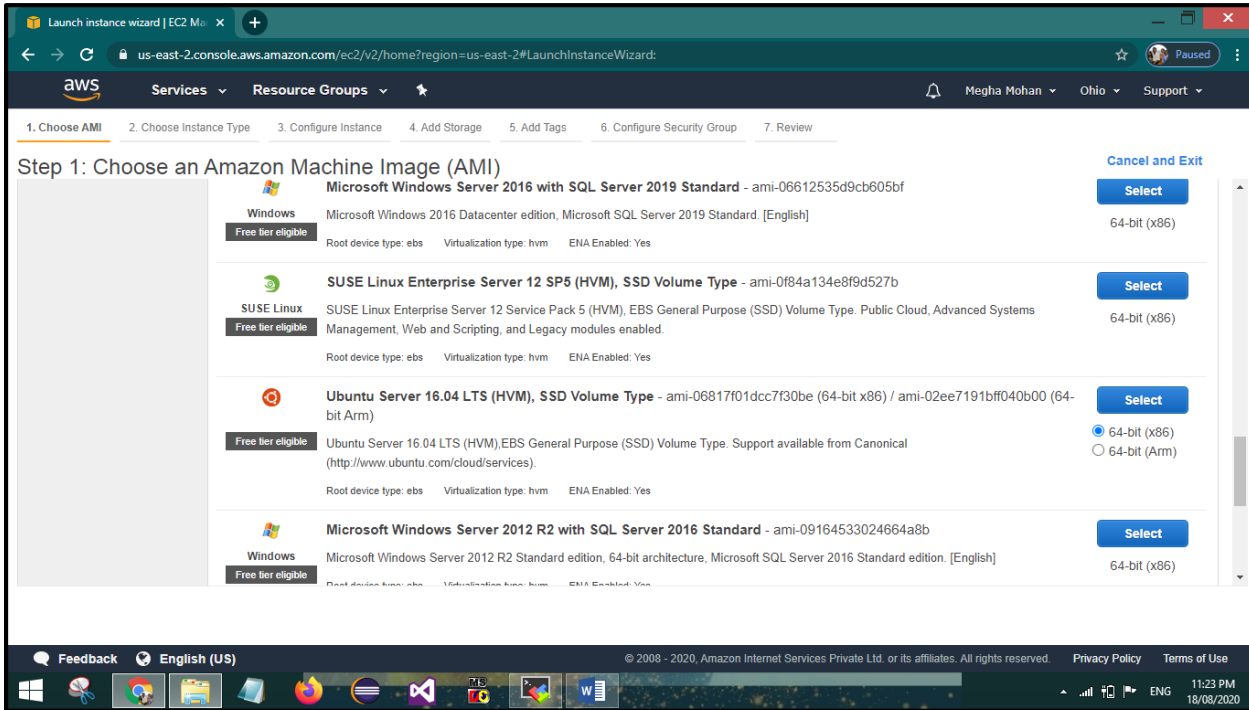 Launch instance wizard | EC2 Ma
us-east-2.console.aws.amazon.com/ec2/v2/home?region=us-east-2#LaunchInstanceWizard:
Paused
aws Services Resource Groups Megha Mohan Ohio Support
1. Choose AMI 2. Choose Instance Type 3. Configure Instance 4. Add Storage 5. Add Tags 6. Configure Security Group 7. Review
Step 1: Choose an Amazon Machine Image (AMI)
Cancel and Exit
Windows
Free tier eligible
Microsoft Windows Server 2016 with SQL Server 2019 Standard - ami-06612535d9cb605bf
Microsoft Windows 2016 Datacenter edition, Microsoft SQL Server 2019 Standard. [English]
Root device type: ebs Virtualization type: hvm ENA Enabled: Yes
Select
64-bit (x86)
SUSE Linux
Free tier eligible
SUSE Linux Enterprise Server 12 SP5 (HVM), SSD Volume Type - ami-0f84a134e8f9d527b
SUSE Linux Enterprise Server 12 Service Pack 5 (HVM), EBS General Purpose (SSD) Volume Type. Public Cloud, Advanced Systems
Management, Web and Scripting, and Legacy modules enabled.
Root device type: ebs Virtualization type: hvm ENA Enabled: Yes
Select
64-bit (x86)
Free tier eligible
Ubuntu Server 16.04 LTS (HVM), SSD Volume Type - ami-06817f01dcc7f30be (64-bit x86) / ami-02ee7191bff040b00 (64-
bit Arm)
Ubuntu Server 16.04 LTS (HVM),EBS General Purpose (SSD) Volume Type. Support available from Canonical
(http://www.ubuntu.com/cloud/services).
Root device type: ebs Virtualization type: hvm ENA Enabled: Yes
Select
64-bit (x86)
64-bit (Arm)
Windows
Free tier eligible
Microsoft Windows Server 2012 R2 with SQL Server 2016 Standard - ami-09164533024664a8b
Microsoft Windows Server 2012 R2 Standard edition, 64-bit architecture, Microsoft SQL Server 2016 Standard edition. [English]
Root device type: ebs Virtualization type: hvm ENA Enabled: Yes
Select
64-bit (x86)
Feedback English (US) © 2008 - 2020, Amazon Internet Services Private Ltd. or its affiliates. All rights reserved. Privacy Policy Terms of Use
ENG
11:23 PM
18/08/2020